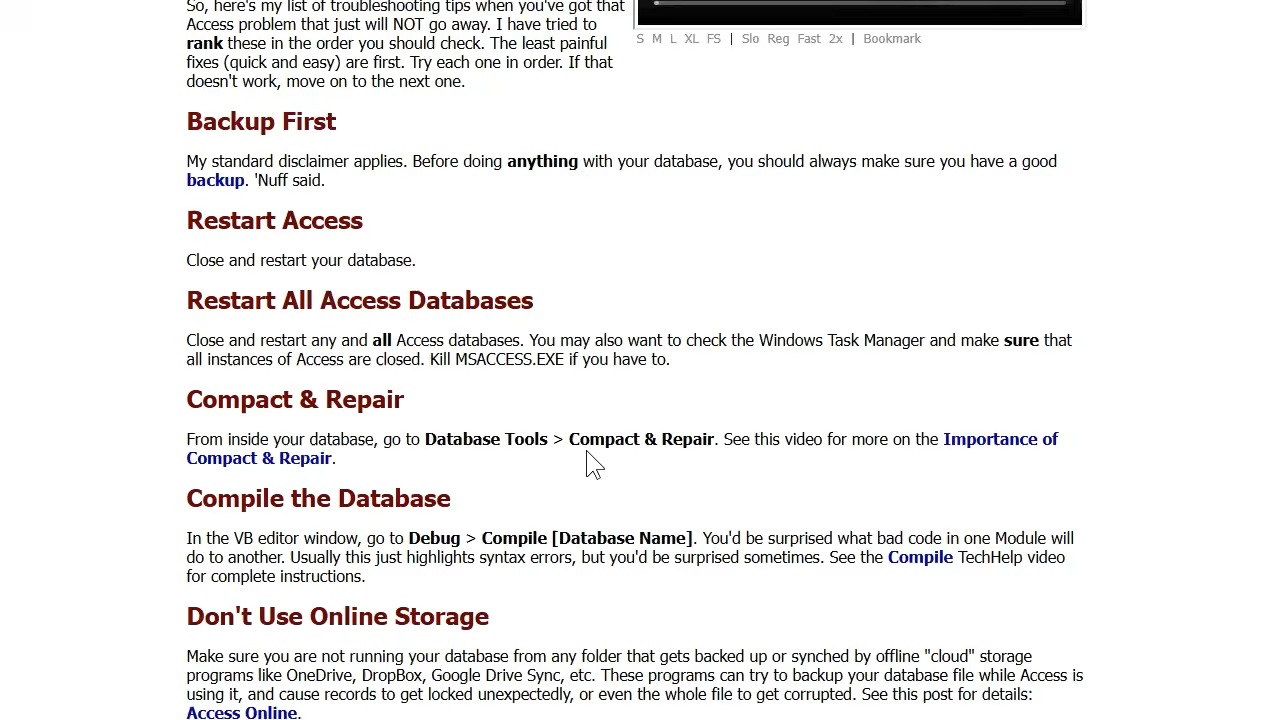 So, here's my list of troubleshooting tips when you've got that
Access problem that just will NOT go away. I have tried to
rank these in the order you should check. The least painful
fixes (quick and easy) are first. Try each one in order. If that
doesn't work, move on to the next one.
S M L XL FS | Slo Reg Fast 2x | Bookmark
Backup First
My standard disclaimer applies. Before doing anything with your database, you should always make sure you have a good
backup. 'Nuff said.
Restart Access
Close and restart your database.
Restart All Access Databases
Close and restart any and all Access databases. You may also want to check the Windows Task Manager and make sure that
all instances of Access are closed. Kill MSACCESS.EXE if you have to.
Compact & Repair
From inside your database, go to Database Tools > Compact & Repair. See this video for more on the Importance of
Compact & Repair.
Compile the Database
In the VB editor window, go to Debug > Compile [Database Name]. You'd be surprised what bad code in one Module will
do to another. Usually this just highlights syntax errors, but you'd be surprised sometimes. See the Compile TechHelp video
for complete instructions.
Don't Use Online Storage
Make sure you are not running your database from any folder that gets backed up or synched by offline "cloud" storage
programs like OneDrive, DropBox, Google Drive Sync, etc. These programs can try to backup your database file while Access is
using it, and cause records to get locked unexpectedly, or even the whole file to get corrupted. See this post for details:
Access Online.